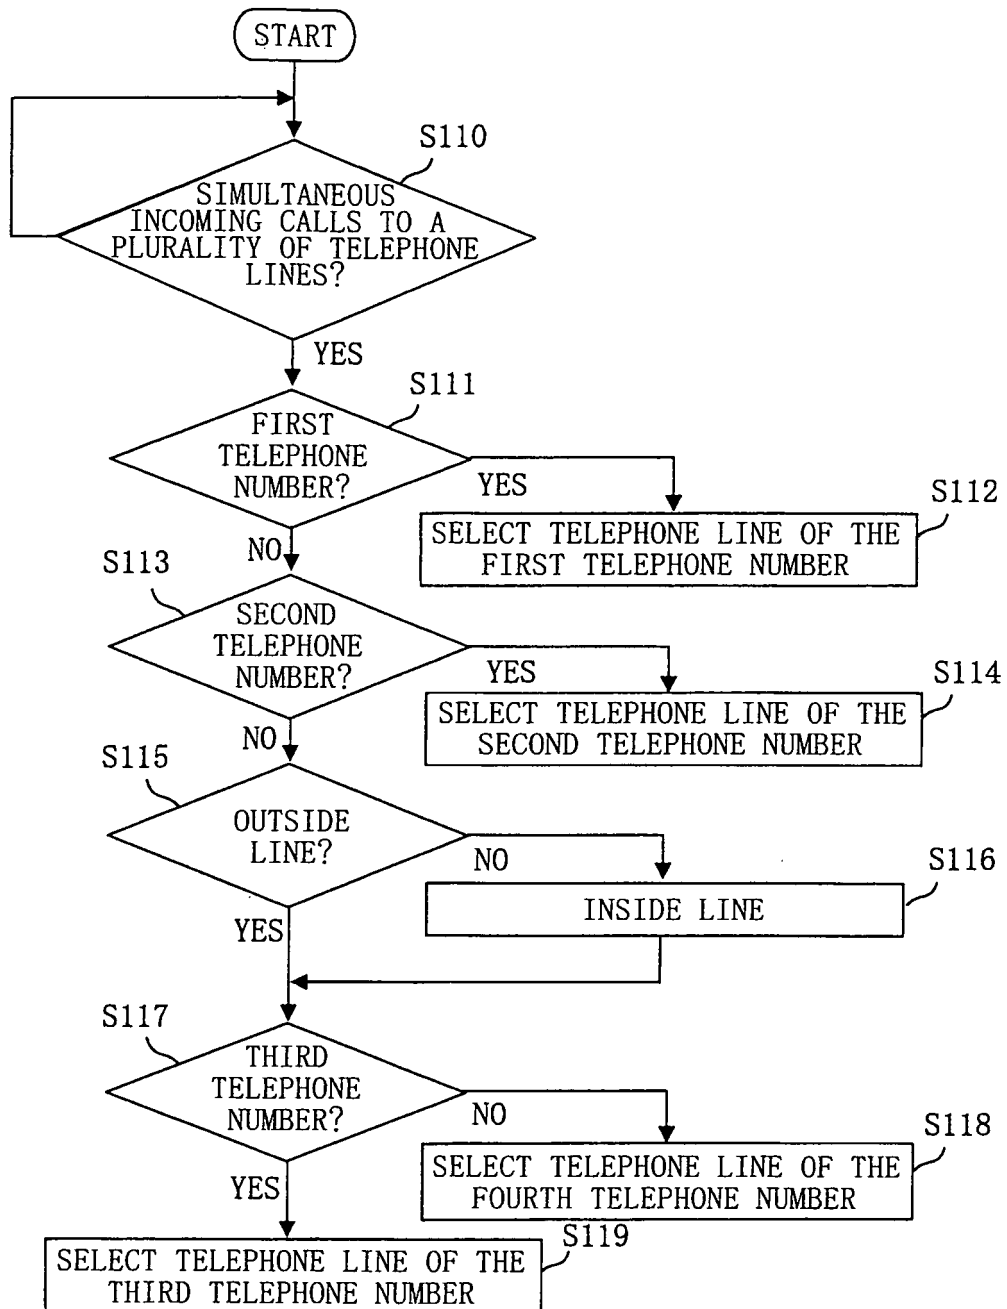 START
S110
SIMULTANEOUS
INCOMING CALLS TO A
PLURALITY OF TELEPHONE
LINES?
YES
S111
FIRST
TELEPHONE
NUMBER?
YES
S112
SELECT TELEPHONE LINE OF THE
FIRST TELEPHONE NUMBER
NO
S113
SECOND
TELEPHONE
NUMBER?
YES
S114
SELECT TELEPHONE LINE OF THE
SECOND TELEPHONE NUMBER
NO
S115
OUTSIDE
LINE?
NO
S116
INSIDE LINE
YES
S117
THIRD
TELEPHONE
NUMBER?
NO
S118
SELECT TELEPHONE LINE OF THE
FOURTH TELEPHONE NUMBER
YES
S119
SELECT TELEPHONE LINE OF THE
THIRD TELEPHONE NUMBER